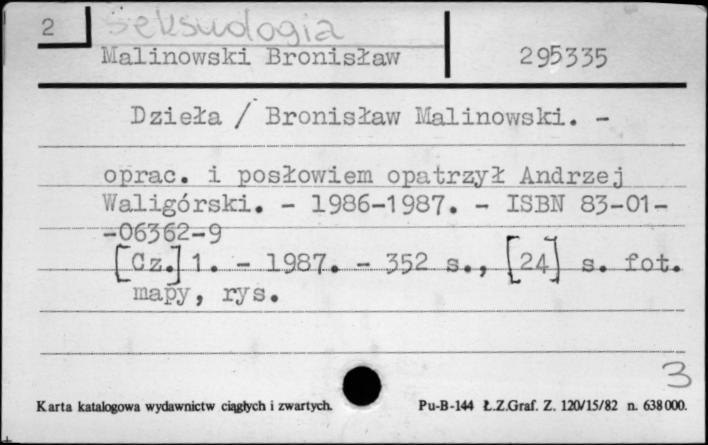 2 seksuologia
Malinowski Bronisław 295335
Dzieła / Bronisław Malinowski. -
oprac. i posłowiem opatrzył Andrzej
Waligórski. - 1986-1987. - ISBN 83-01-
-06362-9
[Cz.] 1. - 1987. - 352 s., [24] s. fot.
mapy, rys.
3
Karta katalogowa wydawnictw ciągłych i zwartych. Pu-B-144 Ł.Z.Graf. Z. 120/15/82 n. 638 000.